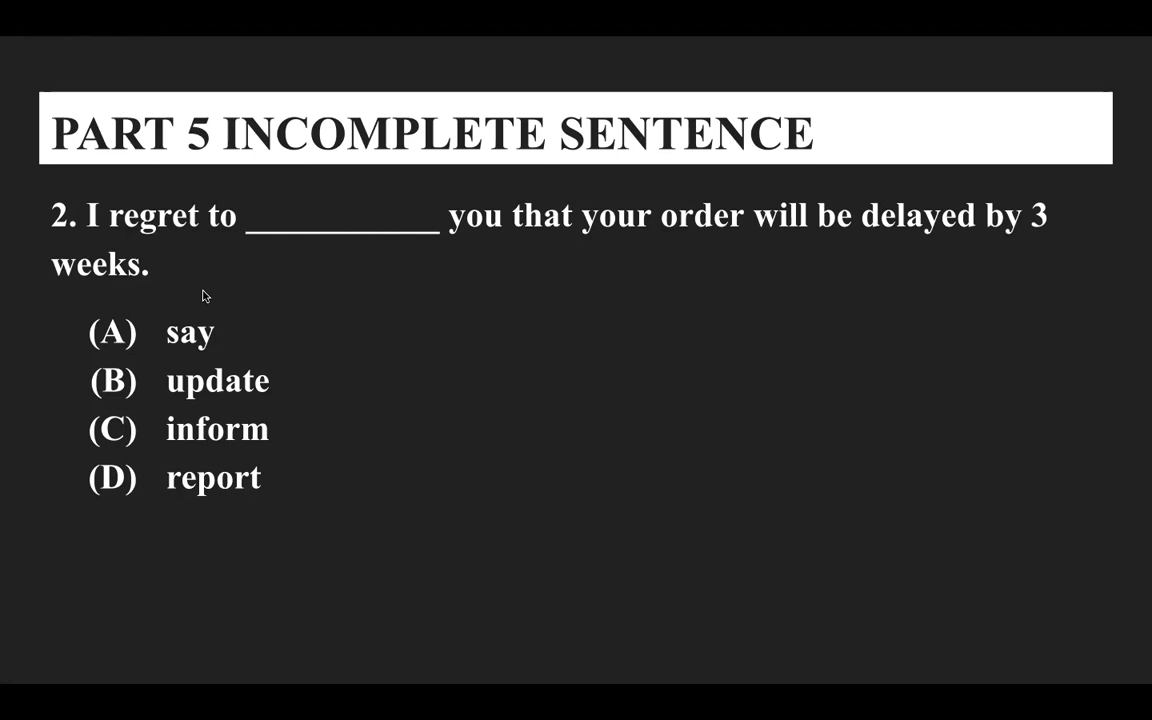 PART 5 INCOMPLETE SENTENCE
2. I regret to ___________ you that your order will be delayed by 3
weeks.
(A) say
(B) update
(C) inform
(D) report